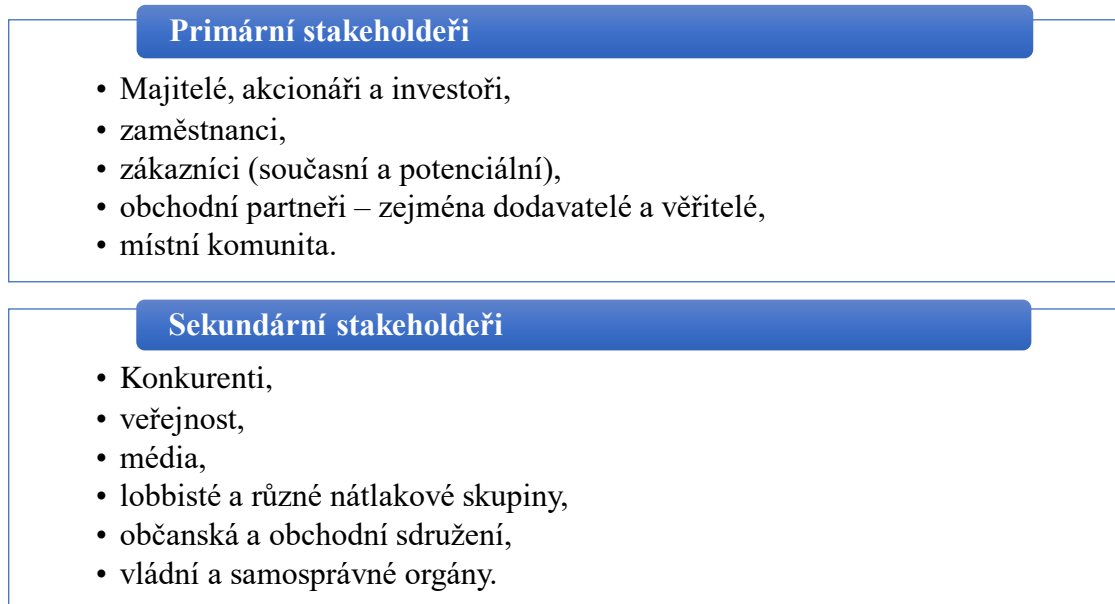 Primární stakeholdeři
• Majitelé, akcionáři a investoři,
• zaměstnanci,
• zákazníci (současní a potenciální),
• obchodní partneři – zejména dodavatelé a věřitelé,
• místní komunita.
Sekundární stakeholdeři
• Konkurenti,
• veřejnost,
• média,
• lobbisté a různé nátlakové skupiny,
• občanská a obchodní sdružení,
• vládní a samosprávné orgány.